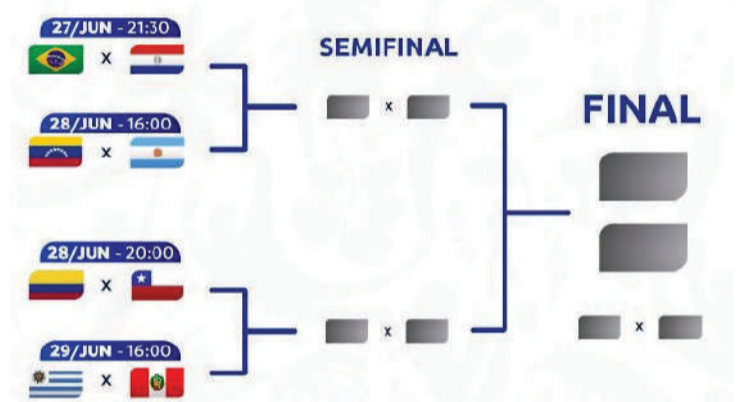 27/JUN - 21:30
X
28/JUN - 16:00
X
28/JUN - 20:00
X
29/JUN - 16:00
X
SEMIFINAL
X
X
FINAL
X